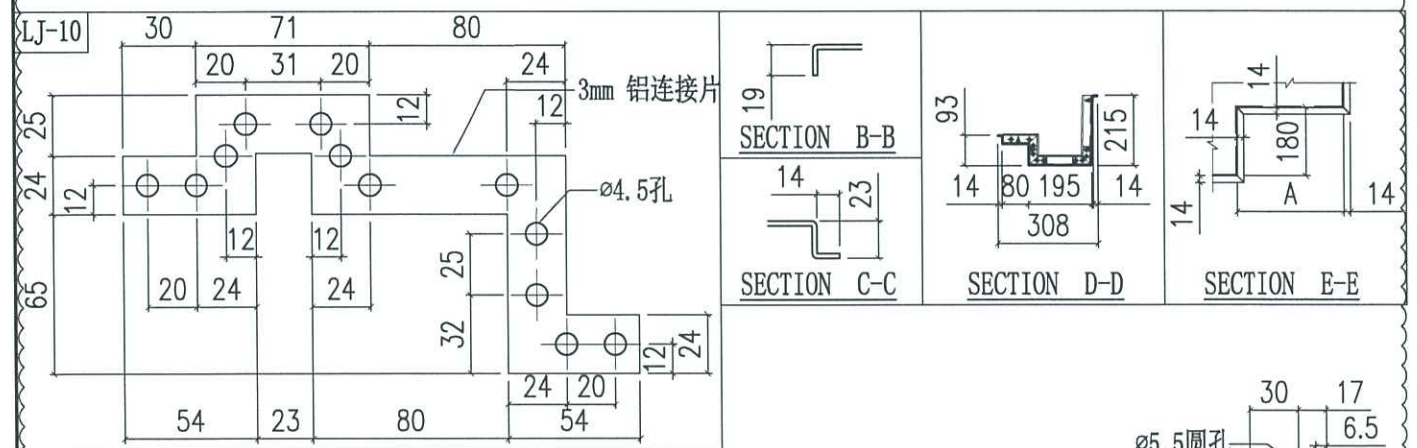 LJ-10
30 71 80
20 31 20 24
12
3mm 铝连接片
12
25
24
12
65
ø4.5孔
12 12
20 24 24
25
32
12
24
24 20
54 23 80 54
19
SECTION B-B
14
23
SECTION C-C
93
215
14 80 195 14
308
SECTION D-D
14
14
180
14
A 14
SECTION E-E
30 17
6.5
ø5.5圆孔